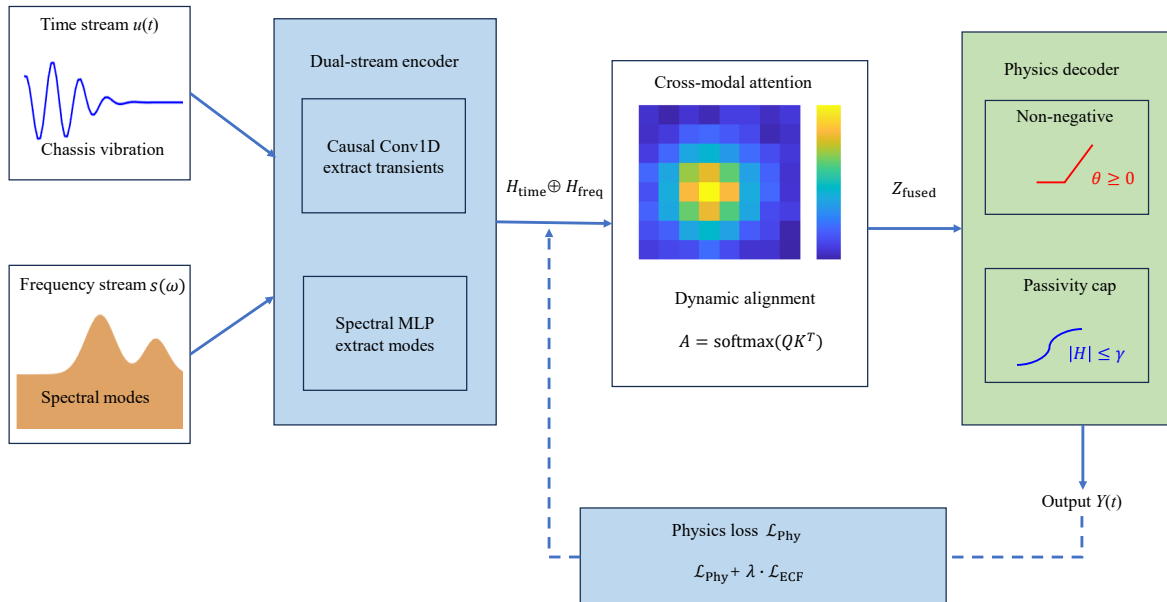 Time stream u(t)
Chassis vibration
Frequency stream s(ω)
Spectral modes
Dual-stream encoder
Causal Conv1D
extract transients
Spectral MLP
extract modes
H_time ⊕ H_freq
Cross-modal attention
Dynamic alignment
A = softmax(QK^T)
Z_fused
Physics decoder
Non-negative
θ ≥ 0
Passivity cap
|H| ≤ γ
Output Y(t)
Physics loss ℒ_Phy
ℒ_Phy + λ · ℒ_ECF